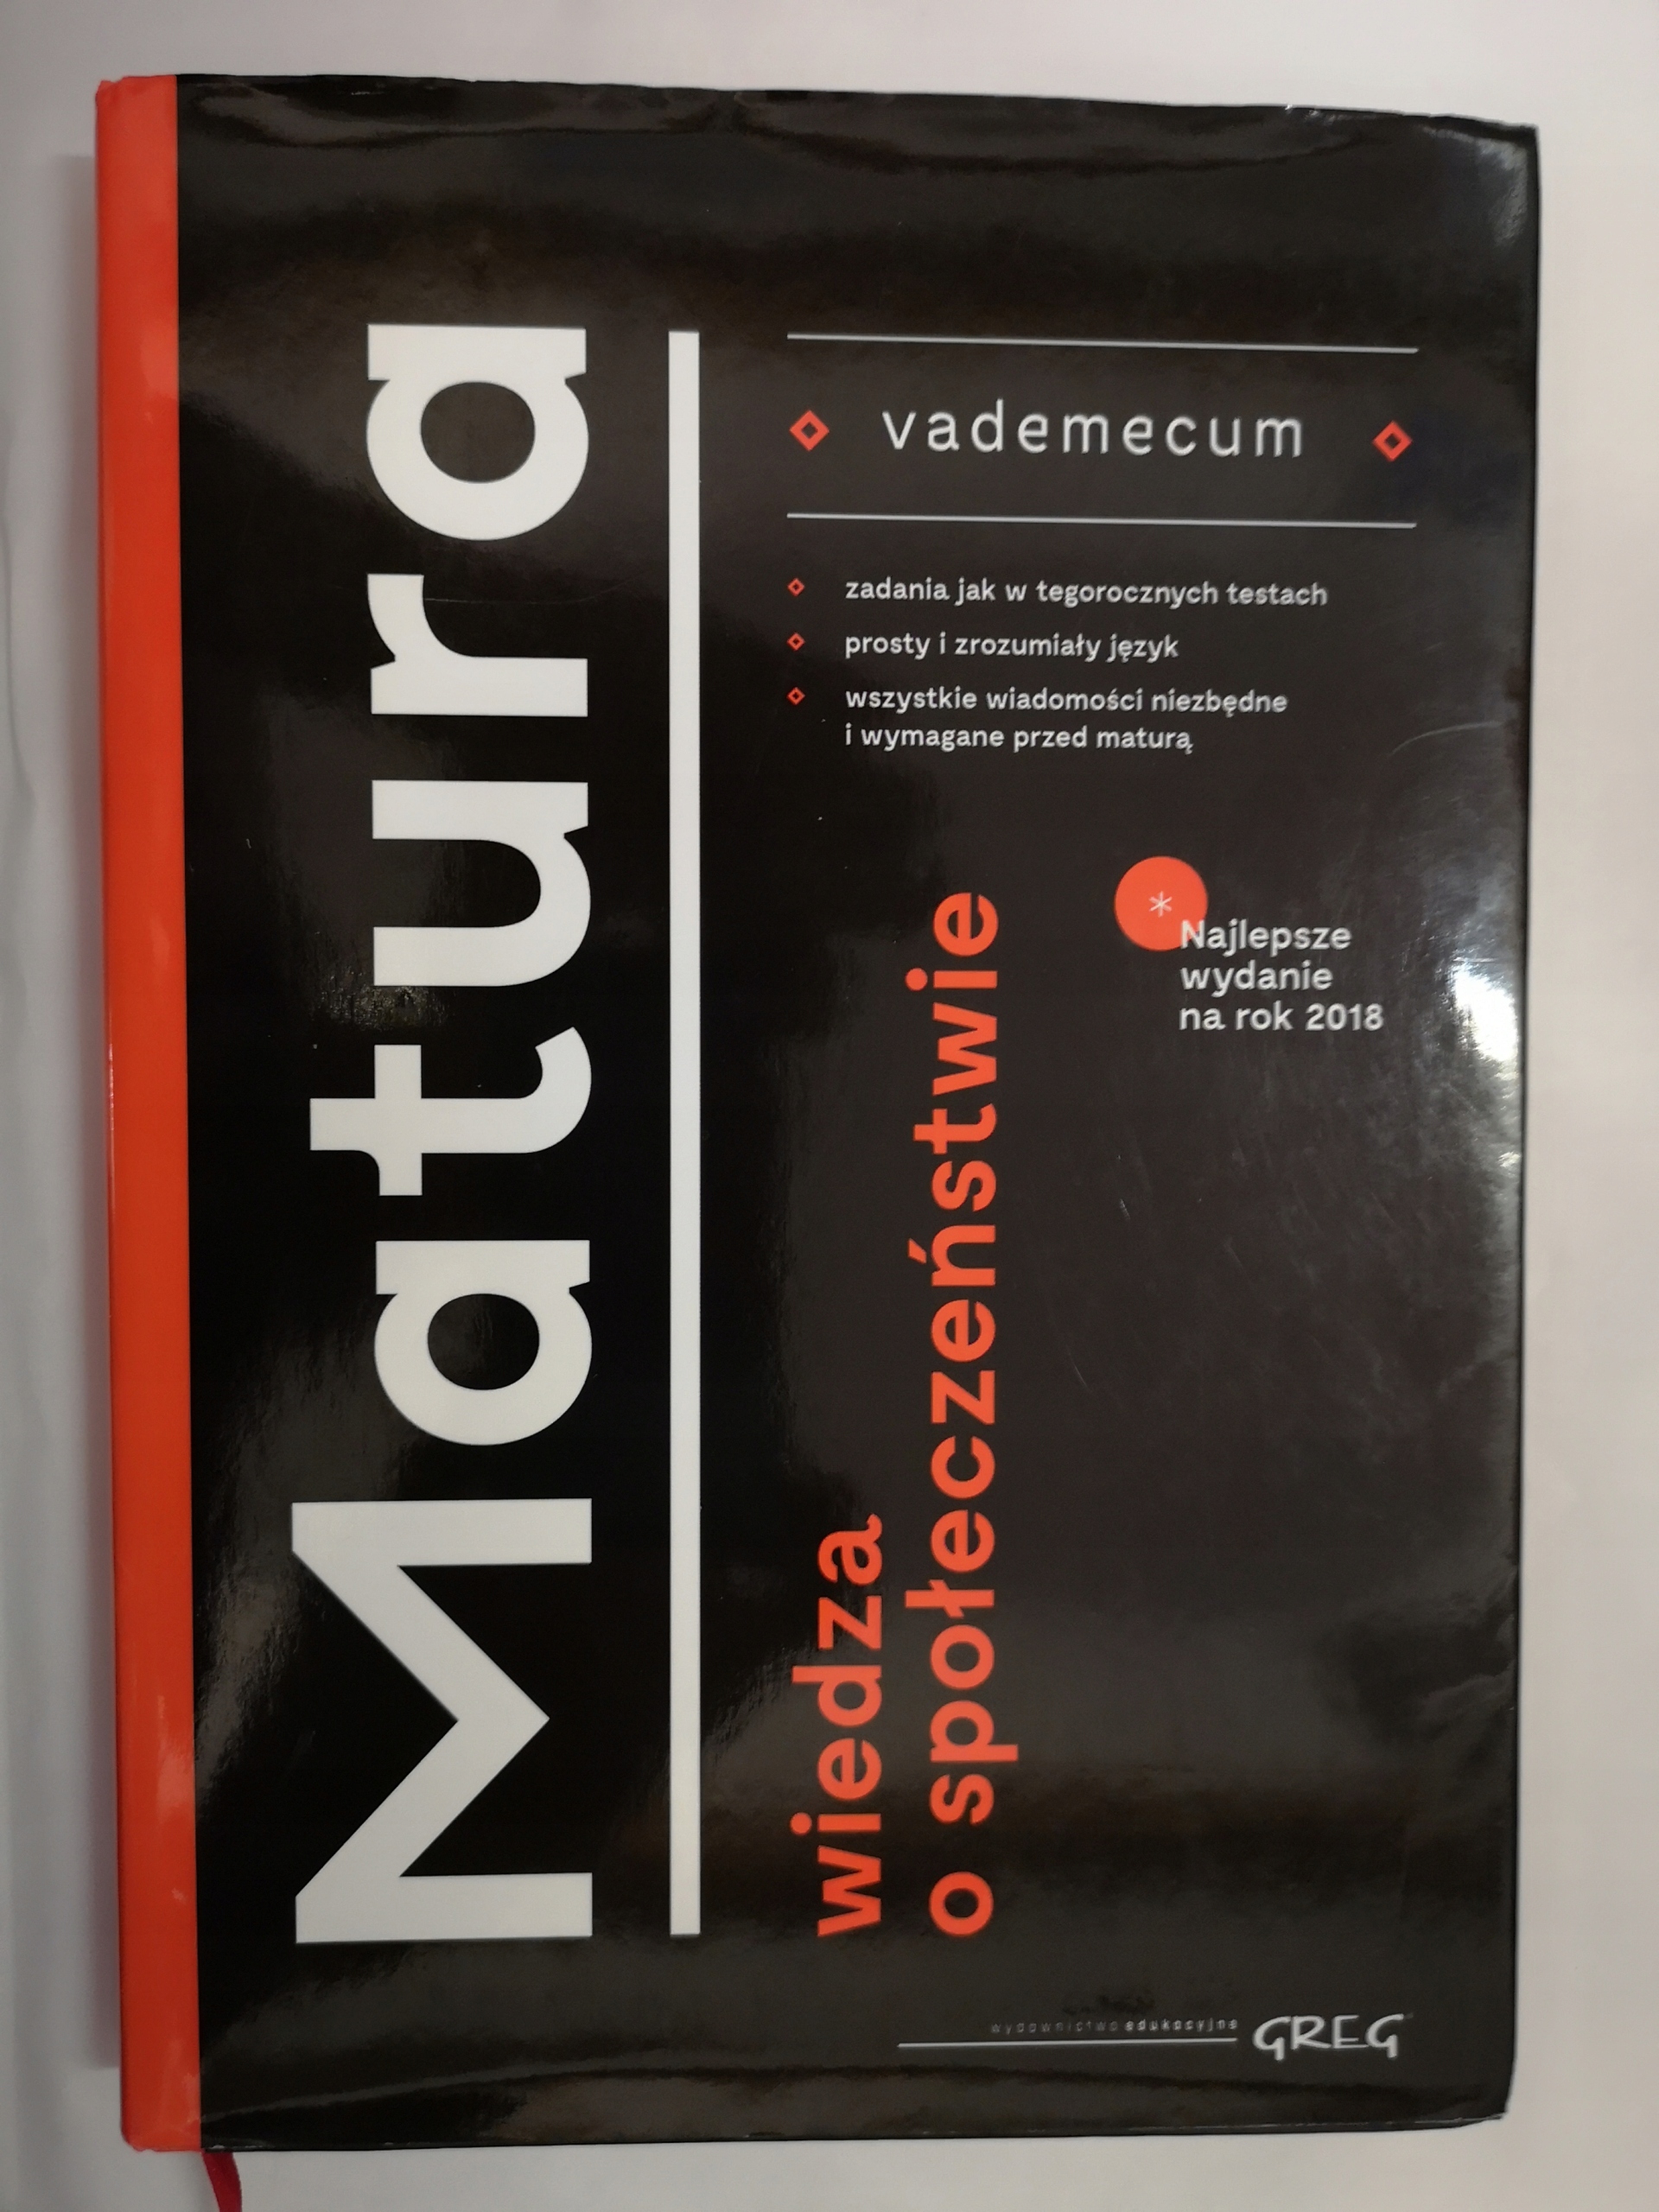 Matura
vademecum
zadania jak w tegorocznych testach
prosty i zrozumiały język
wszystkie wiadomości niezbędne
i wymagane przed maturą
wiedza
o społeczeństwie
*
Najlepsze
wydanie
na rok 2018
wydawnictwo edukacyjne
GREG